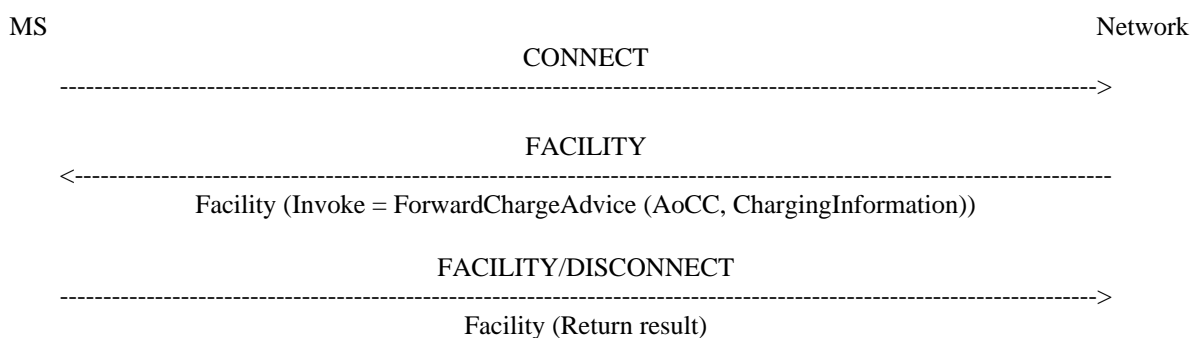 MS Network
CONNECT
------------------------------------------------------------------------------------------------------------------------>
FACILITY
<------------------------------------------------------------------------------------------------------------------------
Facility (Invoke = ForwardChargeAdvice (AoCC, ChargingInformation))
FACILITY/DISCONNECT
------------------------------------------------------------------------------------------------------------------------>
Facility (Return result)